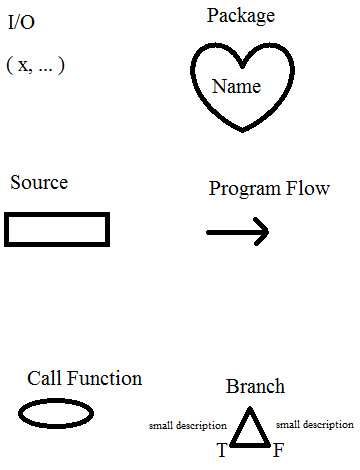 I/O
( x, ... )
Package
Name
Source
Program Flow
Call Function
Branch
small description
small description
T
F